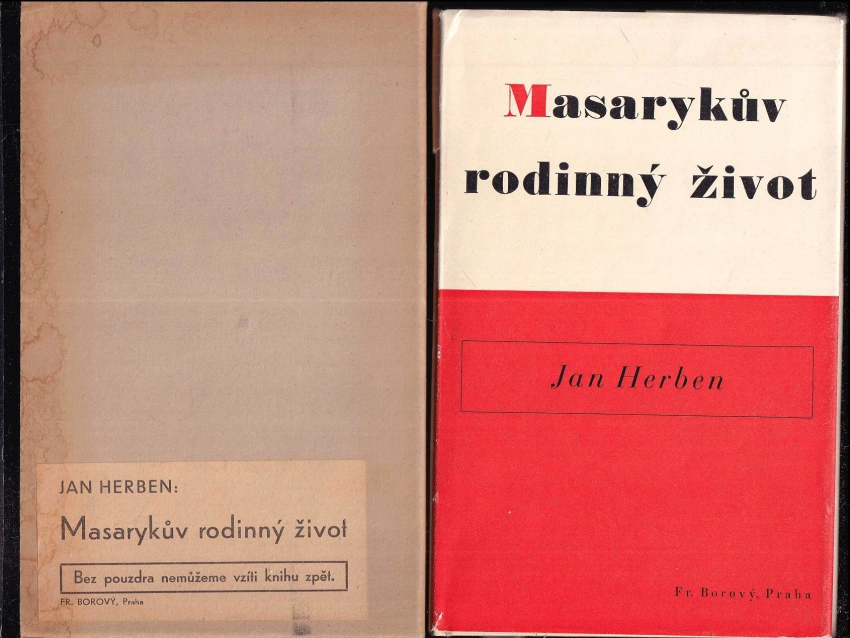 JAN HERBEN:
Masarykův rodinný život
Bez pouzdra nemůžeme vzíti knihu zpět.
FR. BOROVÝ, Praha
Masarykův
rodinný život
Jan Herben
Fr. Borový, Praha